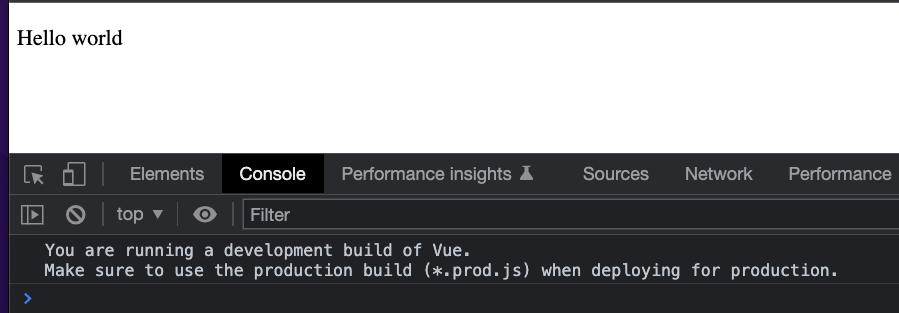 Hello world
Elements Console Performance insights Sources Network Performance
top Filter
You are running a development build of Vue.
Make sure to use the production build (*.prod.js) when deploying for production.